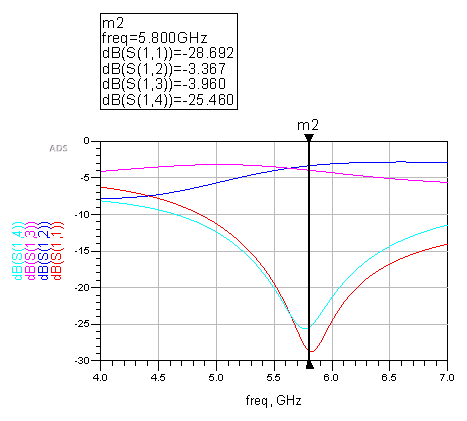 m2
freq=5.800GHz
dB(S(1,1))=-28.692
dB(S(1,2))=-3.367
dB(S(1,3))=-3.960
dB(S(1,4))=-25.460
m2
ADS
0
-5
-10
-15
-20
-25
-30
dB(S(1,4))
dB(S(1,3))
dB(S(1,2))
dB(S(1,1))
4.0 4.5 5.0 5.5 6.0 6.5 7.0
freq, GHz